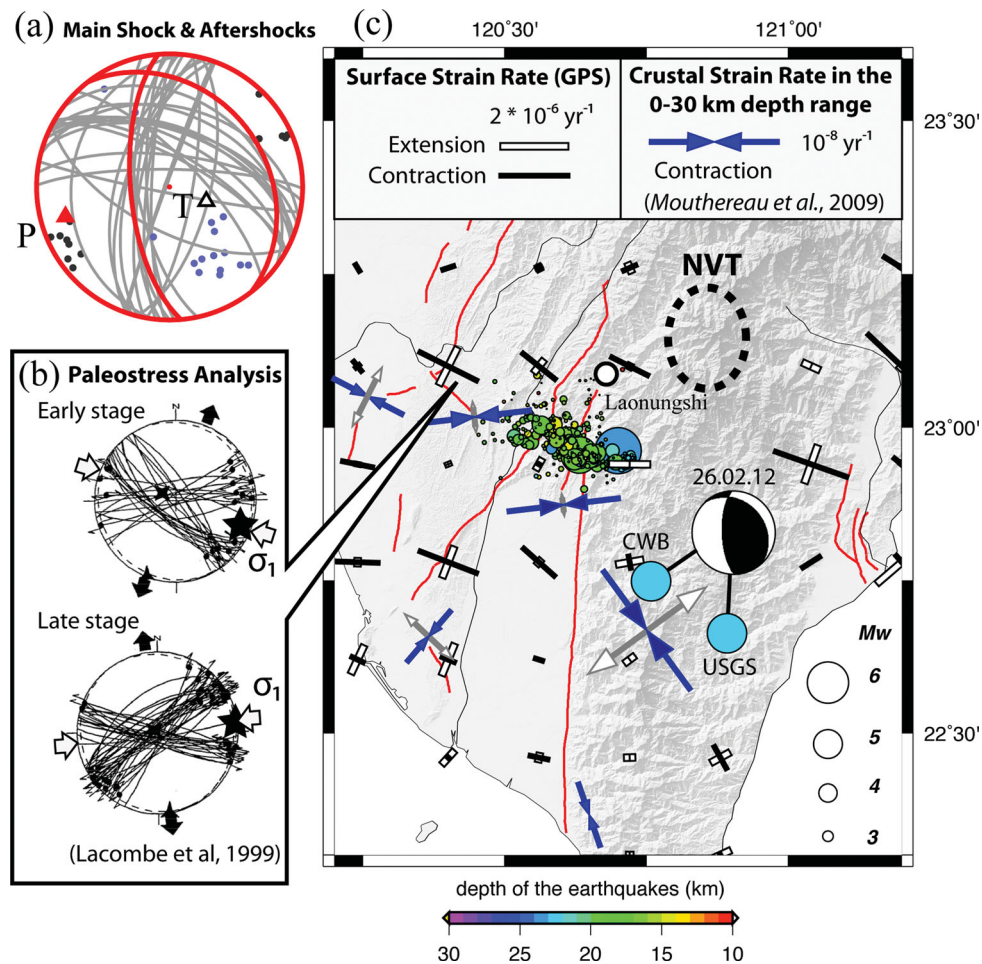 (a) Main Shock & Aftershocks
T
P
(b) Paleostress Analysis
Early stage
N
σ1
Late stage
N
σ1
(Lacombe et al, 1999)
(c)
120°30'
121°00'
Surface Strain Rate (GPS)
2 * 10-6 yr-1
Extension
Contraction
Crustal Strain Rate in the
0-30 km depth range
10-8 yr-1
Contraction
(Mouthereau et al., 2009)
23°30'
NVT
Laonungshi
23°00'
26.02.12
CWB
USGS
22°30'
Mw
6
5
4
3
depth of the earthquakes (km)
30 25 20 15 10